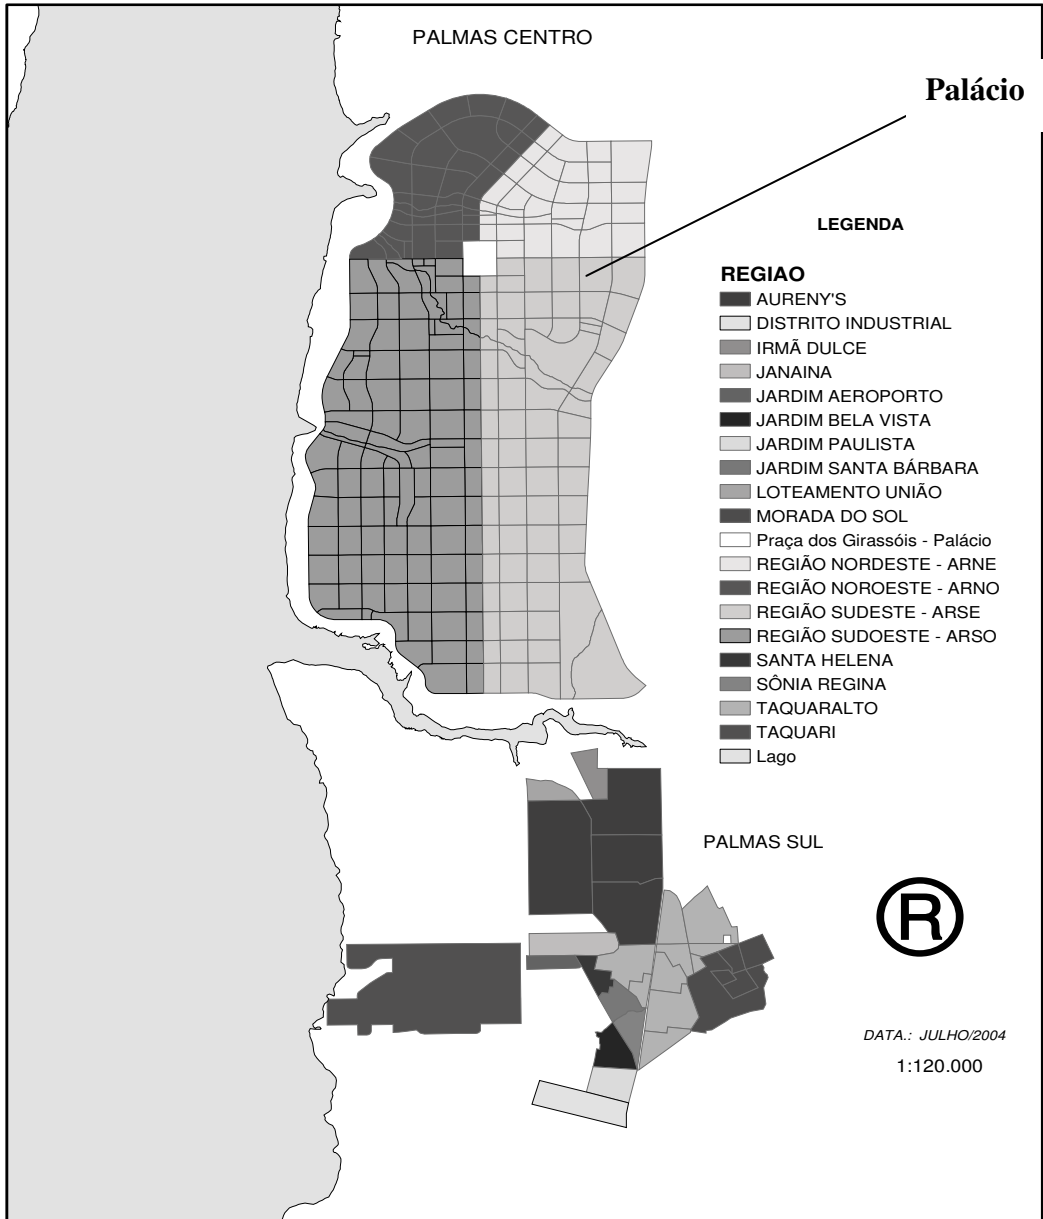 PALMAS CENTRO
Palácio
LEGENDA
REGIAO
AURENY'S
DISTRITO INDUSTRIAL
IRMÃ DULCE
JANAINA
JARDIM AEROPORTO
JARDIM BELA VISTA
JARDIM PAULISTA
JARDIM SANTA BÁRBARA
LOTEAMENTO UNIÃO
MORADA DO SOL
Praça dos Girassóis - Palácio
REGIÃO NORDESTE - ARNE
REGIÃO NOROESTE - ARNO
REGIÃO SUDESTE - ARSE
REGIÃO SUDOESTE - ARSO
SANTA HELENA
SÔNIA REGINA
TAQUARALTO
TAQUARI
Lago
PALMAS SUL
®
DATA.: JULHO/2004
1:120.000